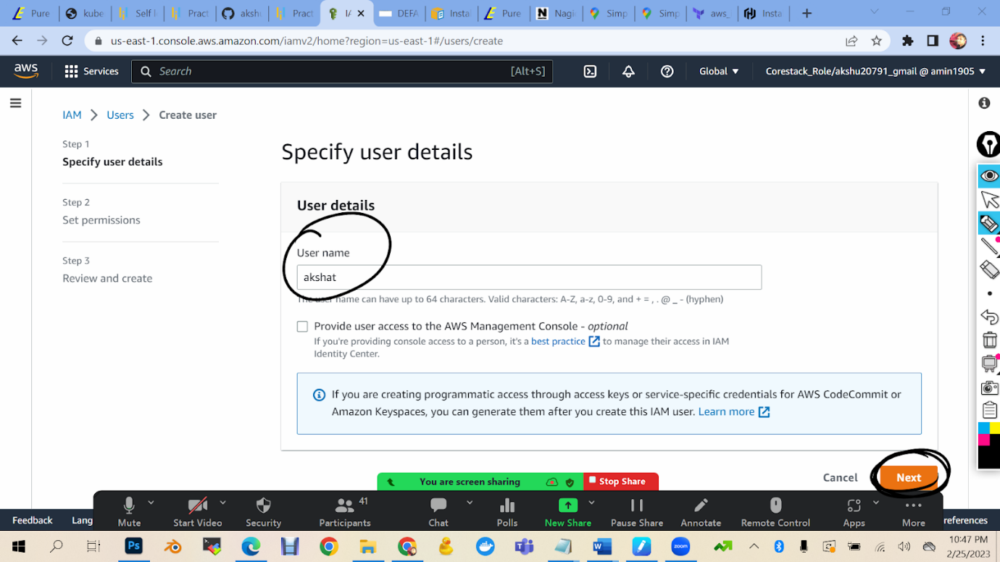 Pure
kube
Self l
Pract
akshu
Pract
IA
DEFA
Instal
Pure
Nagi
Simp
Simp
aws_
Insta
us-east-1.console.aws.amazon.com/iamv2/home?region=us-east-1#/users/create
aws
Services
Search
[Alt+S]
Global
Corestack_Role/akshu20791_gmail @ amin1905
IAM > Users > Create user
Step 1
Specify user details
Step 2
Set permissions
Step 3
Review and create
Specify user details
User details
User name
akshat
The user name can have up to 64 characters. Valid characters: A-Z, a-z, 0-9, and + = , . @ _ - (hyphen)
Provide user access to the AWS Management Console - optional
If you're providing console access to a person, it's a best practice to manage their access in IAM
Identity Center.
If you are creating programmatic access through access keys or service-specific credentials for AWS CodeCommit or
Amazon Keyspaces, you can generate them after you create this IAM user. Learn more
Cancel
Next
You are screen sharing
Stop Share
Feedback
Lang
Mute
Start Video
Security
41
Participants
Chat
Polls
New Share
Pause Share
Annotate
Remote Control
Apps
More
references
Ps
zoom
10:47 PM
2/25/2023